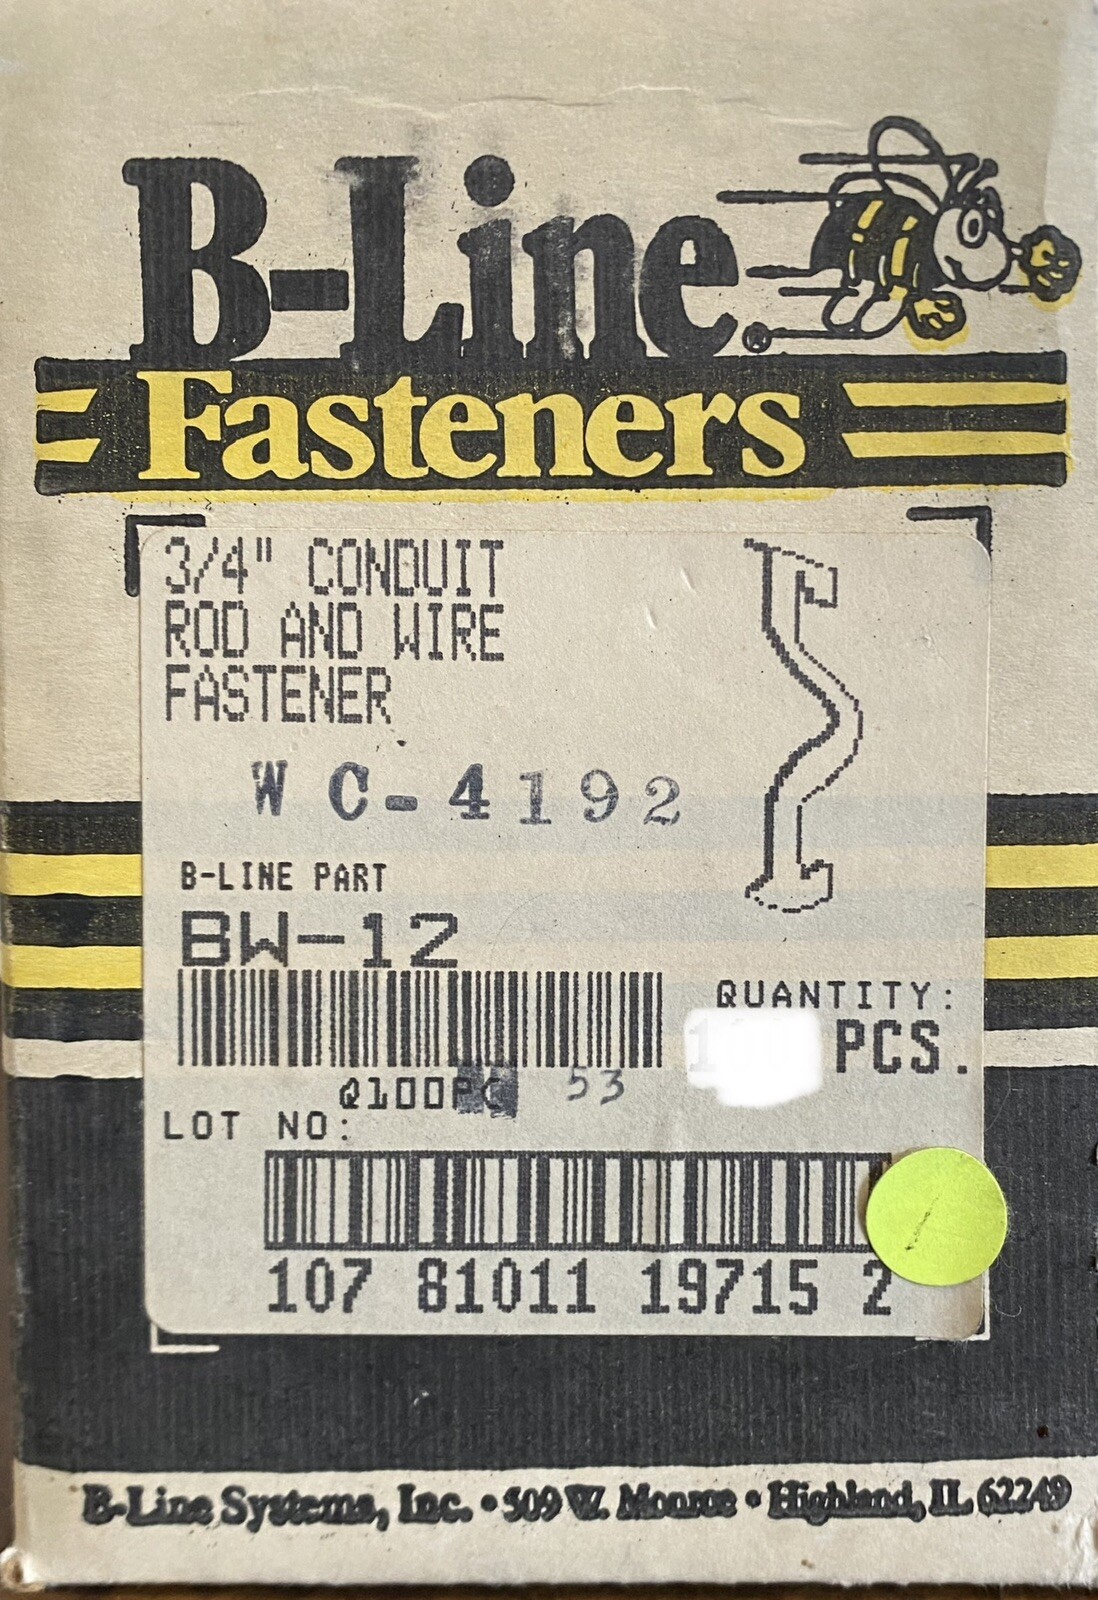 B-Line®
Fasteners
3/4" CONDUIT
ROD AND WIRE
FASTENER
WC-4192
B-LINE PART
BW-12
QUANTITY:
PCS.
Q100PC 53
LOT NO:
107 81011 19715 2
B-Line Systems, Inc. • 509 W. Monroe • Highland, IL 62249